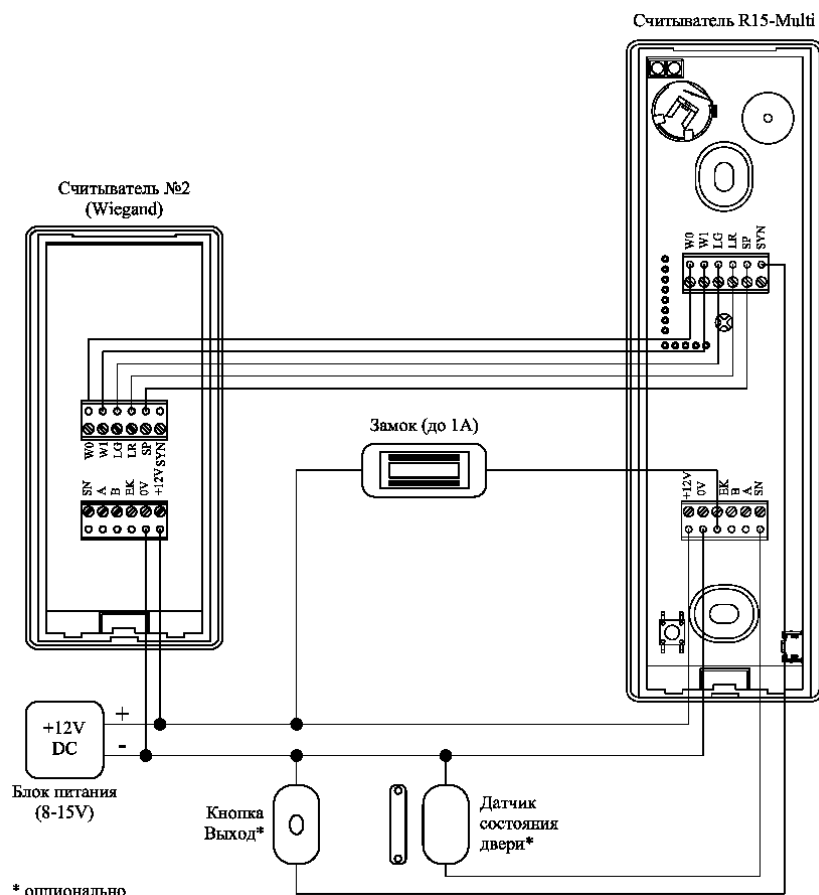 Считыватель R15-Multi
Считыватель №2
(Wiegand)
W0 W1 LG LR SP SYN
Замок (до 1А)
W0 W1 LG LR SP SYN
SN A B EK 0V +12V
+12V 0V EK B A SN
+12V
DC
+
-
Блок питания
(8-15V)
Кнопка
Выход*
Датчик
состояния
двери*
* опционально